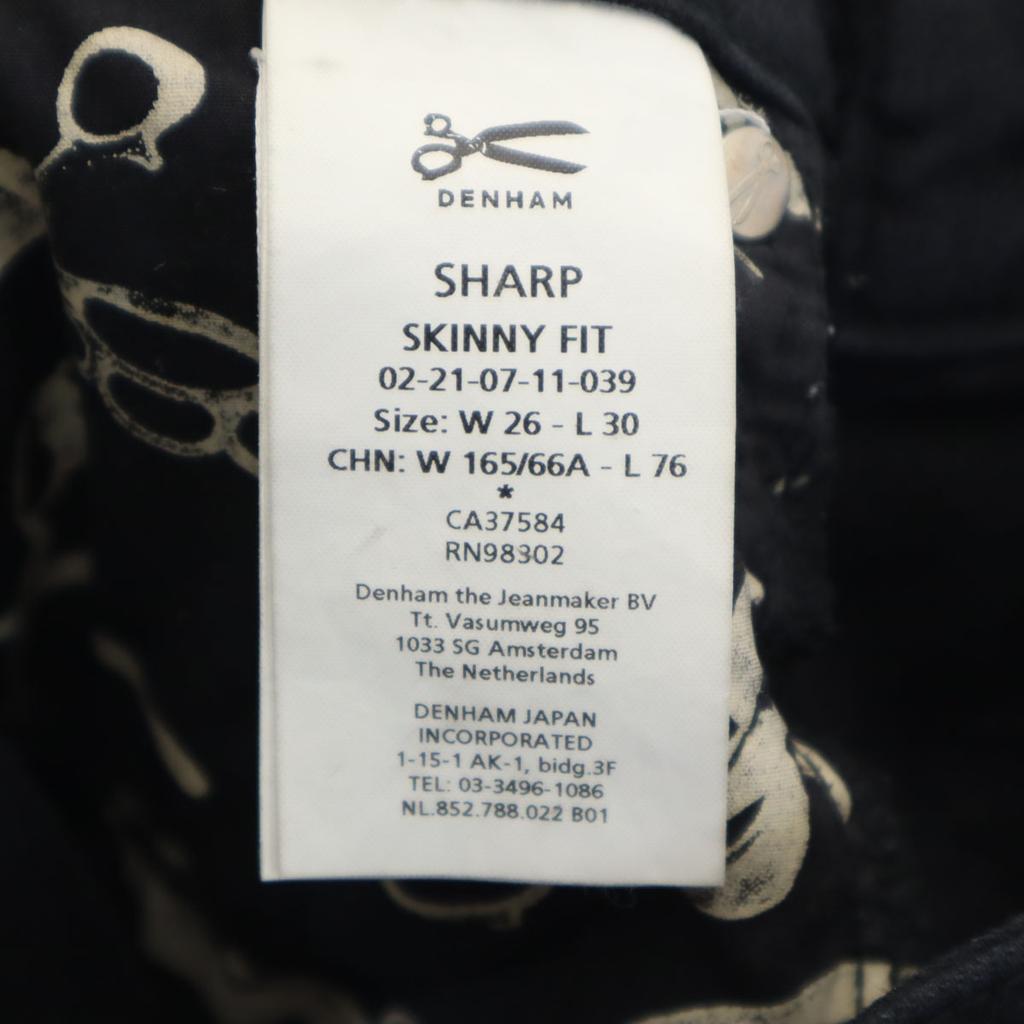 DENHAM
SHARP
SKINNY FIT
02-21-07-11-039
Size: W 26 - L 30
CHN: W 165/66A - L 76
*
CA37584
RN98302
Denham the Jeanmaker BV
Tt. Vasumweg 95
1033 SG Amsterdam
The Netherlands
DENHAM JAPAN
INCORPORATED
1-15-1 AK-1, bidg.3F
TEL: 03-3496-1086
NL.852.788.022 B01